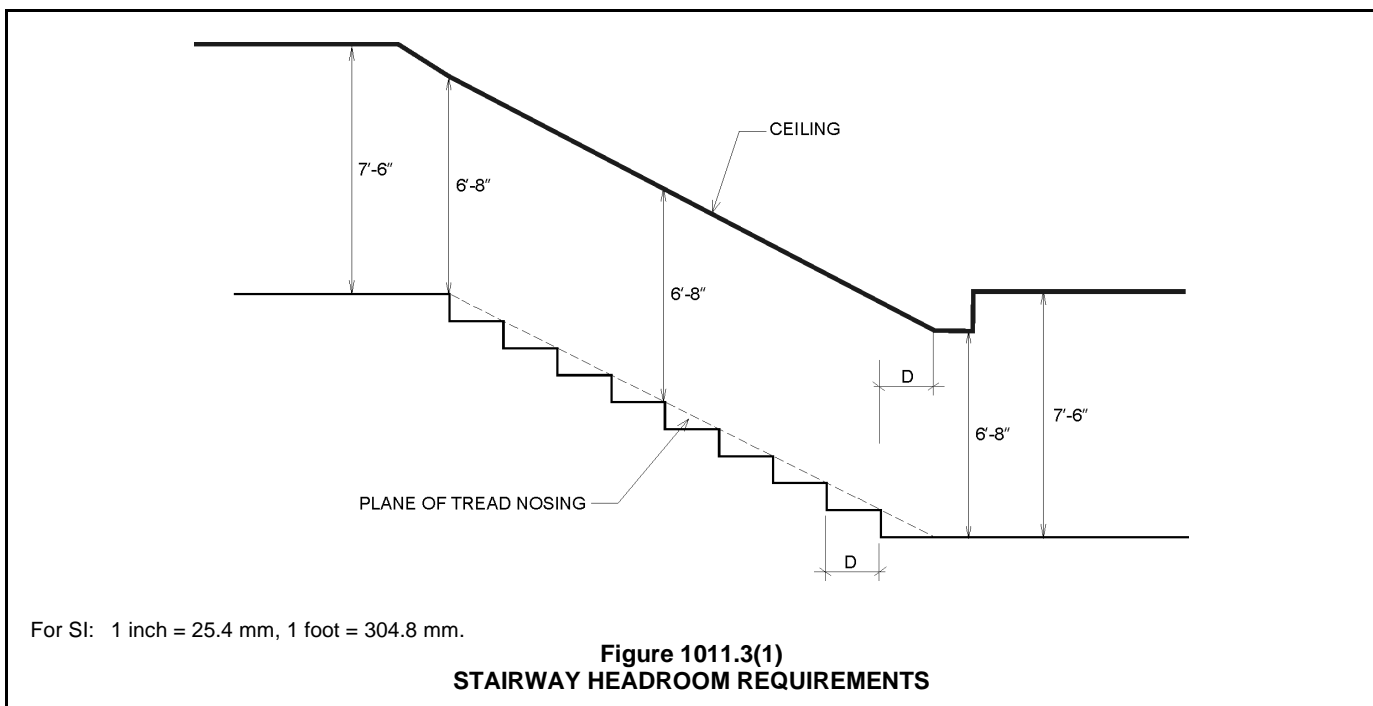 CEILING
7′-6″
6′-8″
6′-8″
D
6′-8″
7′-6″
PLANE OF TREAD NOSING
D
For SI: 1 inch = 25.4 mm, 1 foot = 304.8 mm.
Figure 1011.3(1)
STAIRWAY HEADROOM REQUIREMENTS